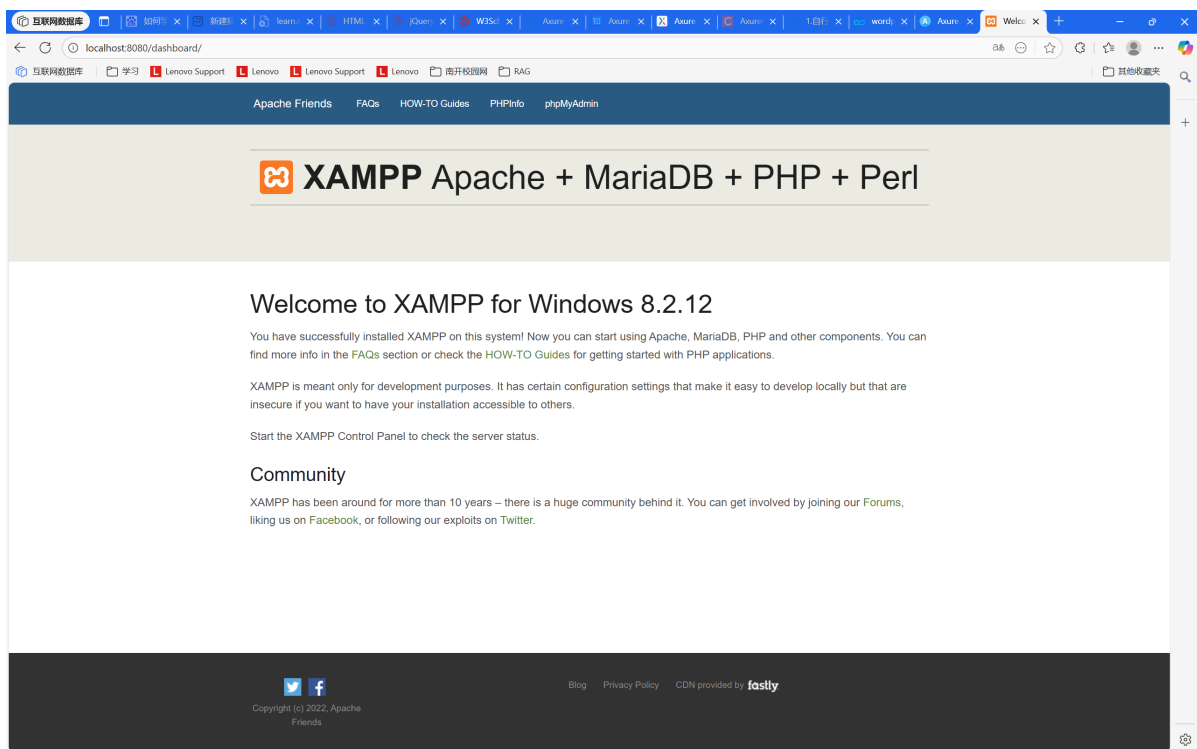 互联网数据库 如何 新建 learn. HTML jQuer W3Sc Axure 知 Axure Axure Axure 1.自行 wordp Axure Welco
localhost:8080/dashboard/
互联网数据库 学习 Lenovo Support Lenovo Lenovo Support Lenovo 南开校园网 RAG 其他收藏夹
Apache Friends FAQs HOW-TO Guides PHPInfo phpMyAdmin
XAMPP Apache + MariaDB + PHP + Perl
Welcome to XAMPP for Windows 8.2.12
You have successfully installed XAMPP on this system! Now you can start using Apache, MariaDB, PHP and other components. You can
find more info in the FAQs section or check the HOW-TO Guides for getting started with PHP applications.
XAMPP is meant only for development purposes. It has certain configuration settings that make it easy to develop locally but that are
insecure if you want to have your installation accessible to others.
Start the XAMPP Control Panel to check the server status.
Community
XAMPP has been around for more than 10 years – there is a huge community behind it. You can get involved by joining our Forums,
liking us on Facebook, or following our exploits on Twitter.
Blog Privacy Policy CDN provided by fastly
Copyright (c) 2022, Apache
Friends